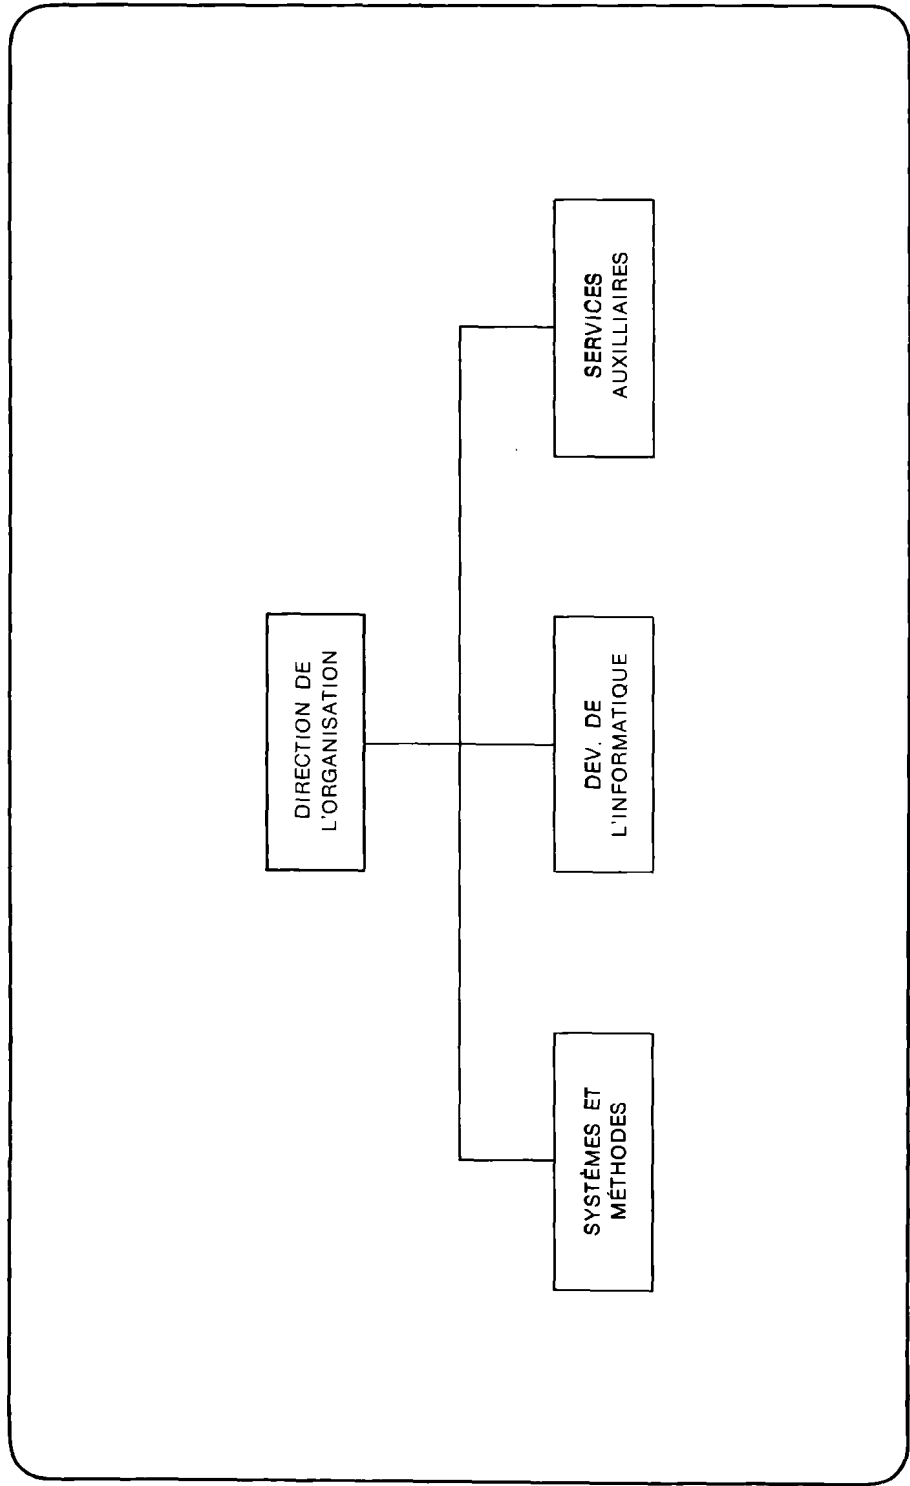 DIRECTION DE
L'ORGANISATION
SYSTÈMES ET
MÉTHODES
DEV. DE
L'INFORMATIQUE
SERVICES
AUXILLIAIRES